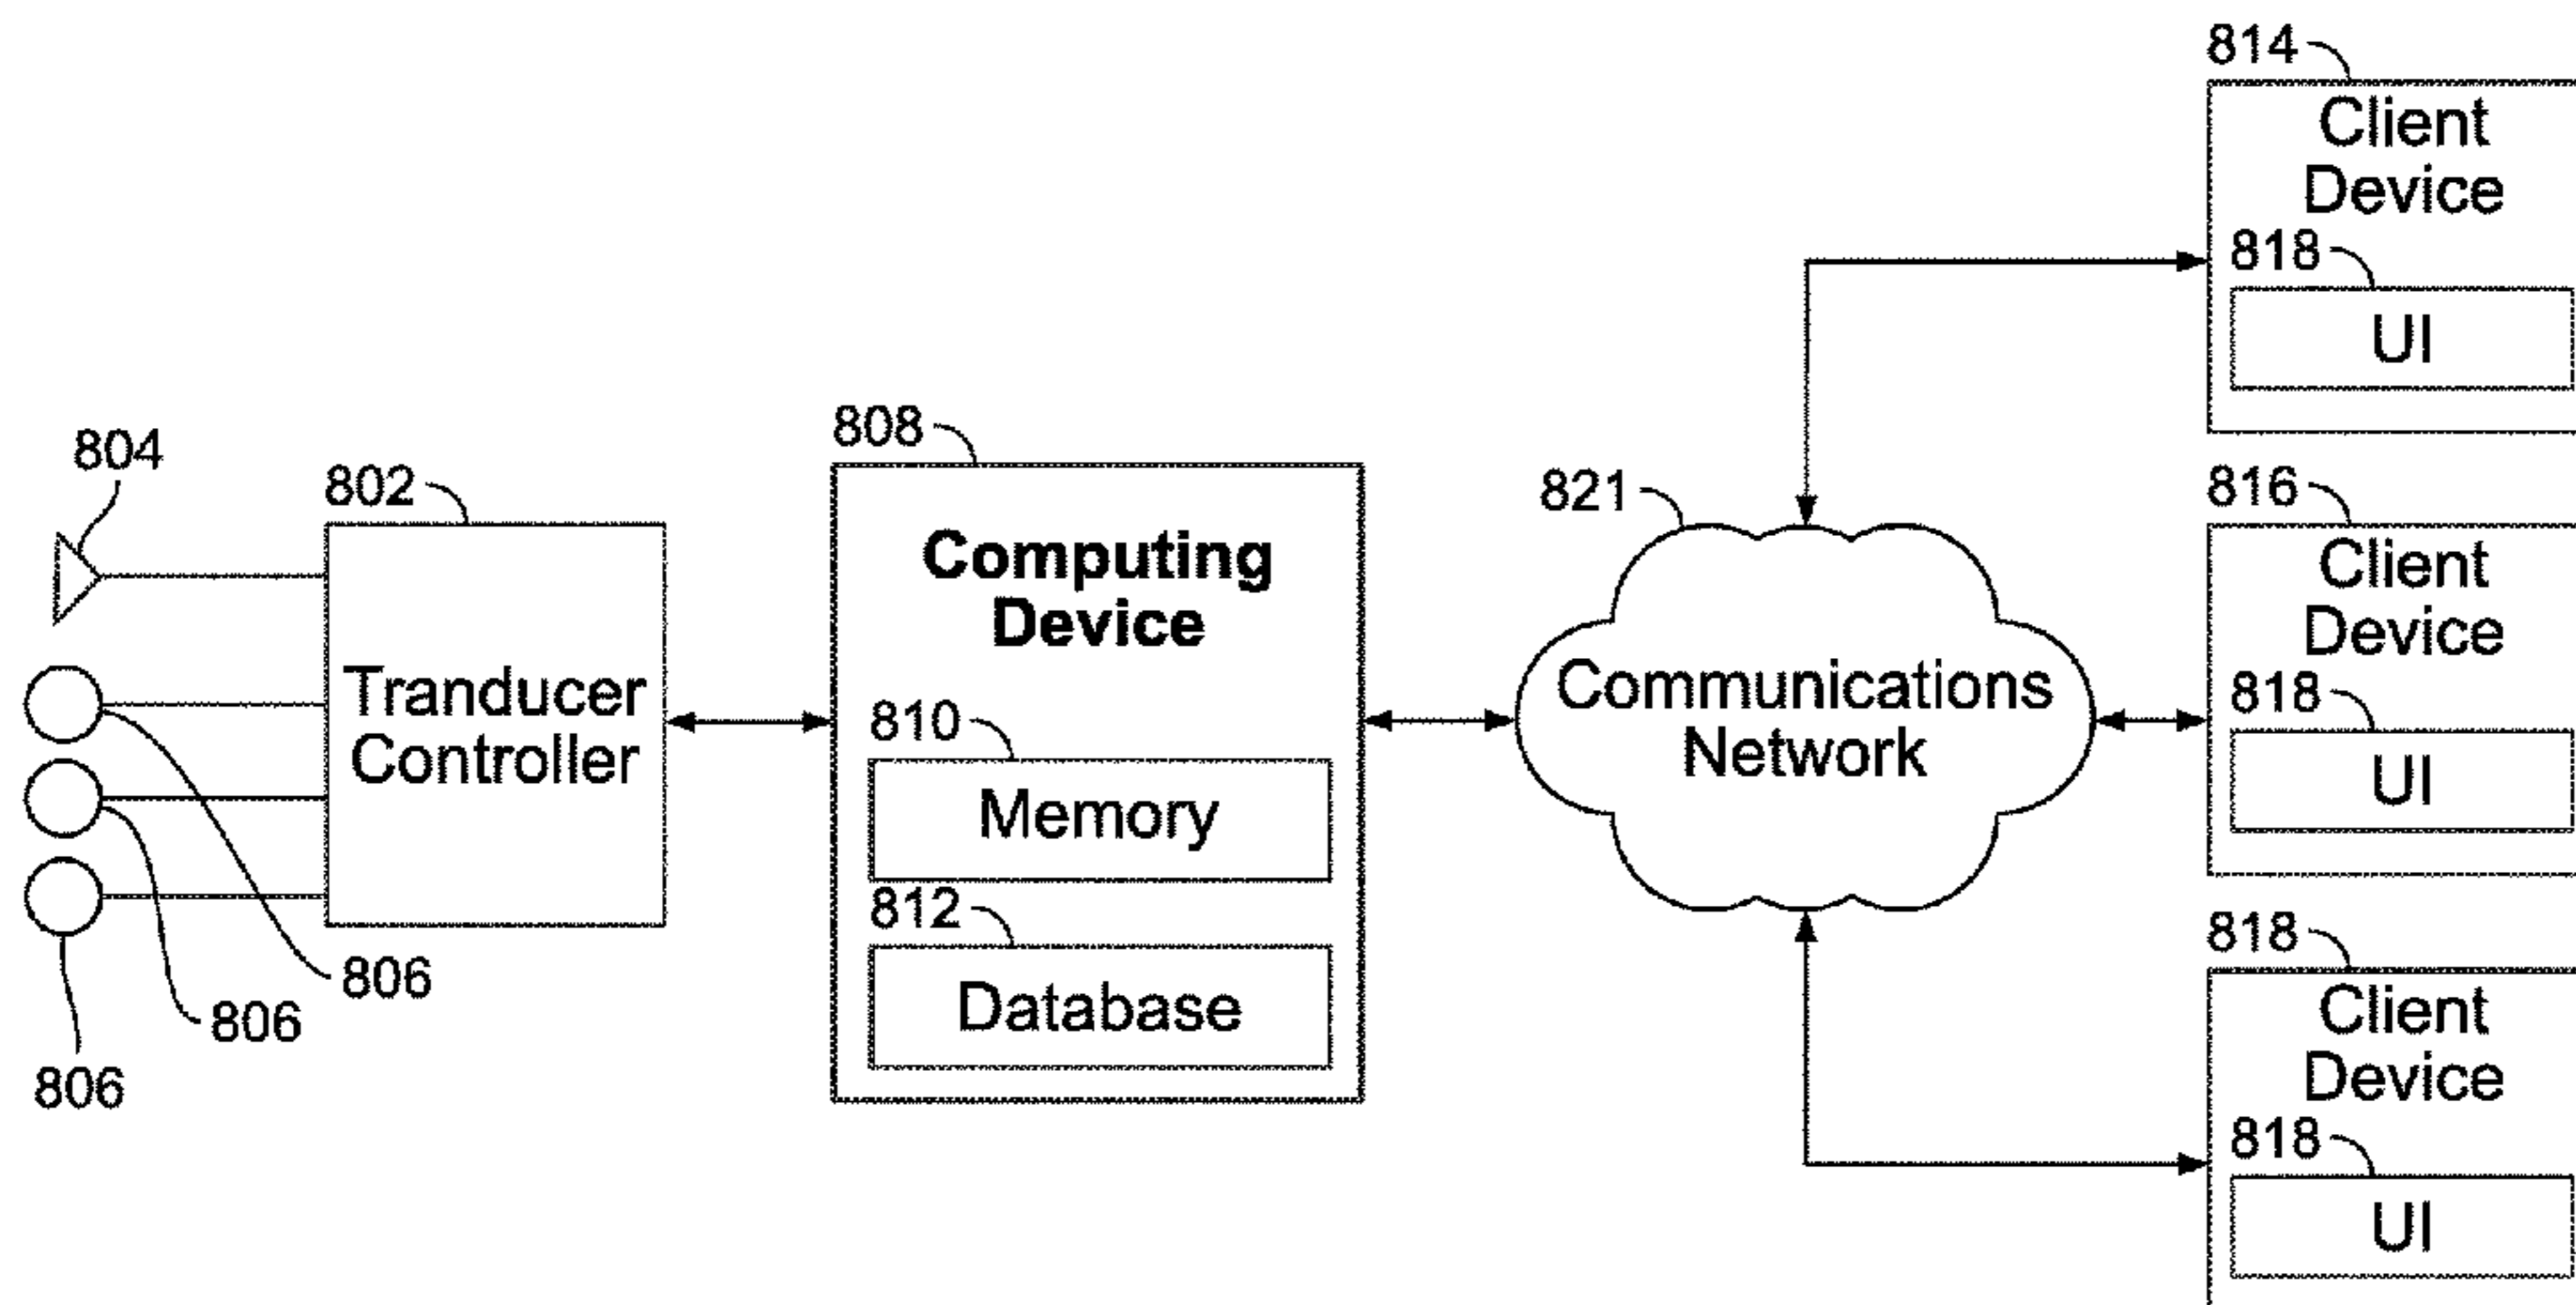 804
802
Tranducer
Controller
806
806
806
808
Computing
Device
810
Memory
812
Database
821
Communications
Network
814
Client
Device
818
UI
816
Client
Device
818
UI
818
Client
Device
818
UI